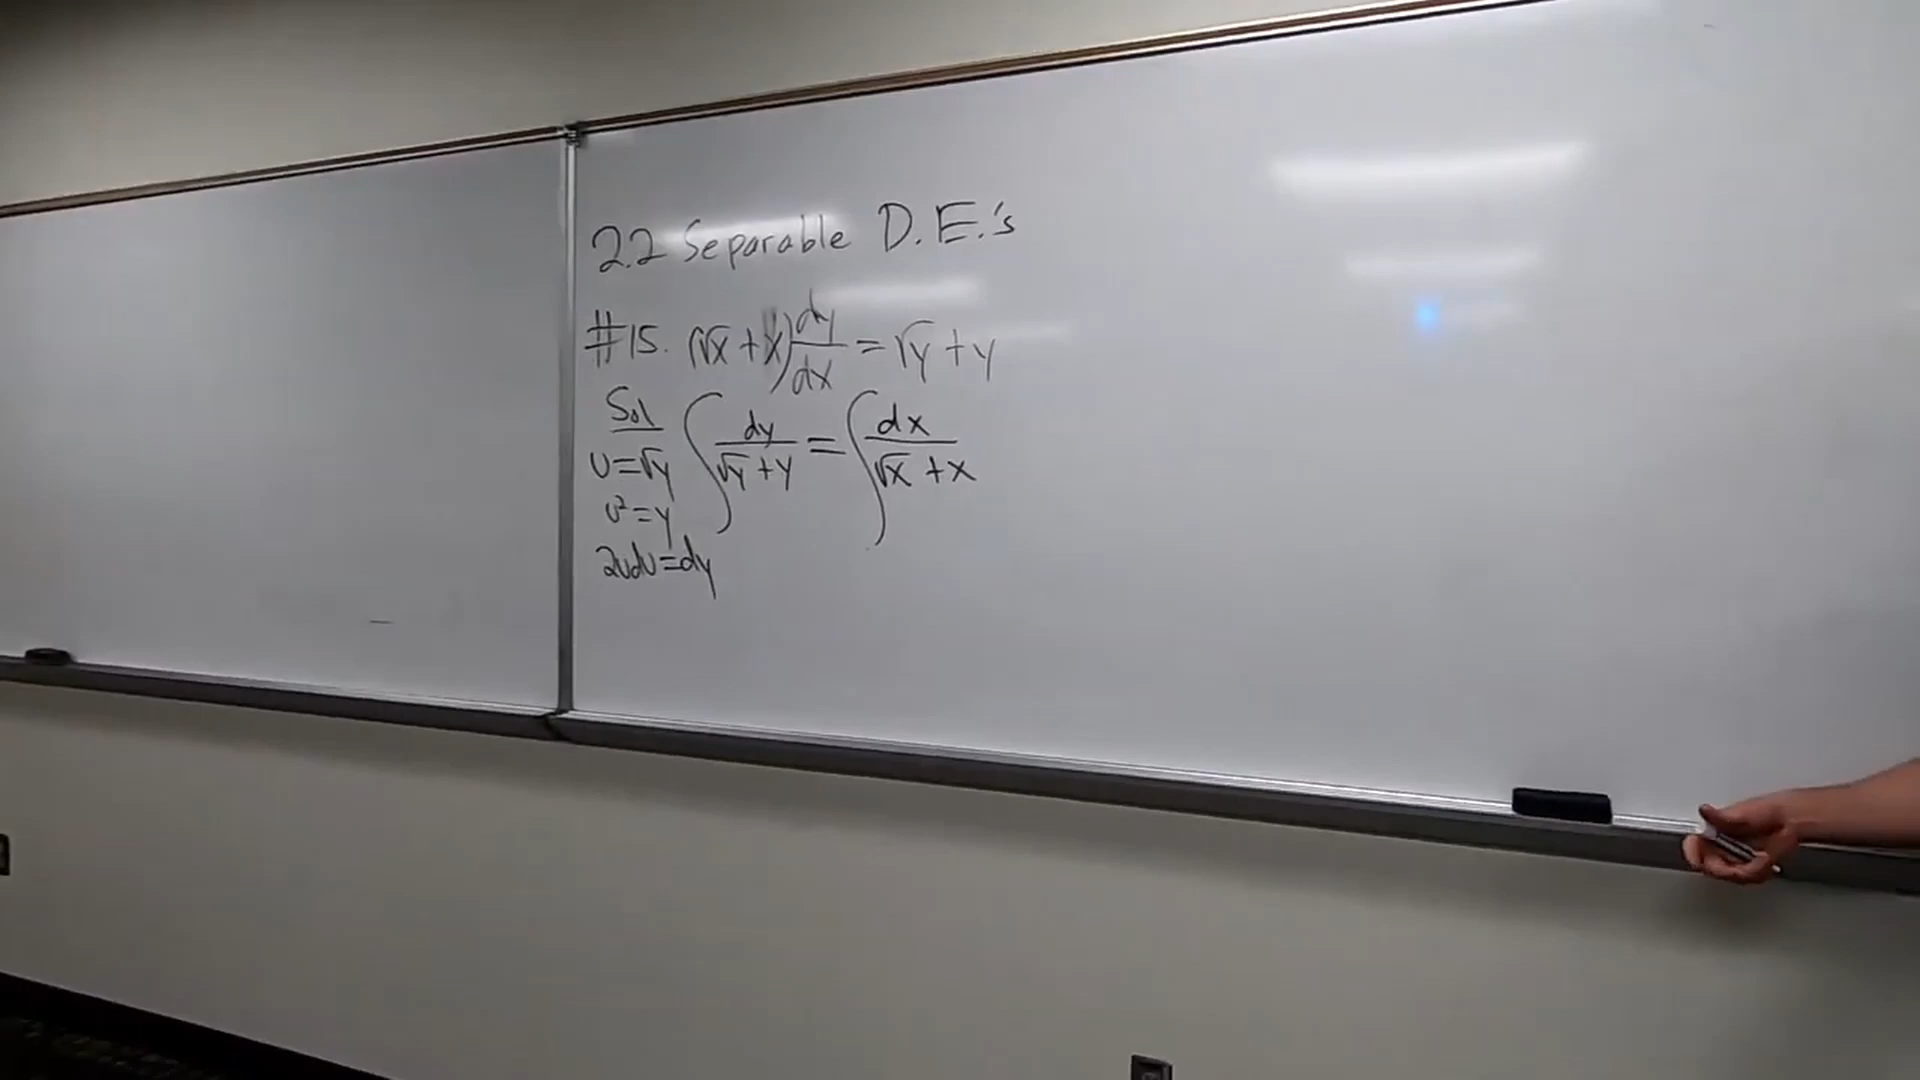 2.2 Separable D.E.'s
#15. (√x + x) dy/dx = √y + y
Sol
∫ dy/(√y + y) = ∫ dx/(√x + x)
u = √y
u² = y
2udu = dy